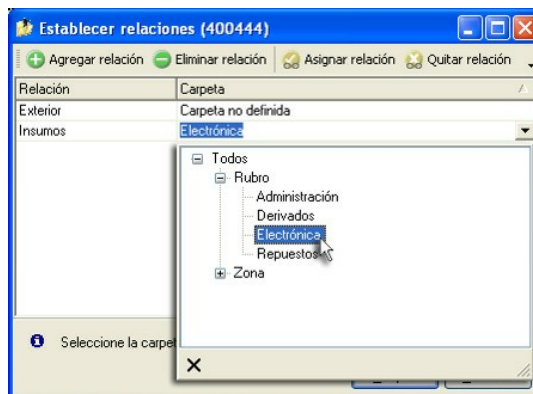 Establecer relaciones (400444)
Agregar relación Eliminar relación Asignar relación Quitar relación
Relación Carpeta
Exterior Carpeta no definida
Insumos Electrónica
Todos
Rubro
Administración
Derivados
Electrónica
Repuestos
Zona
Seleccione la carpet